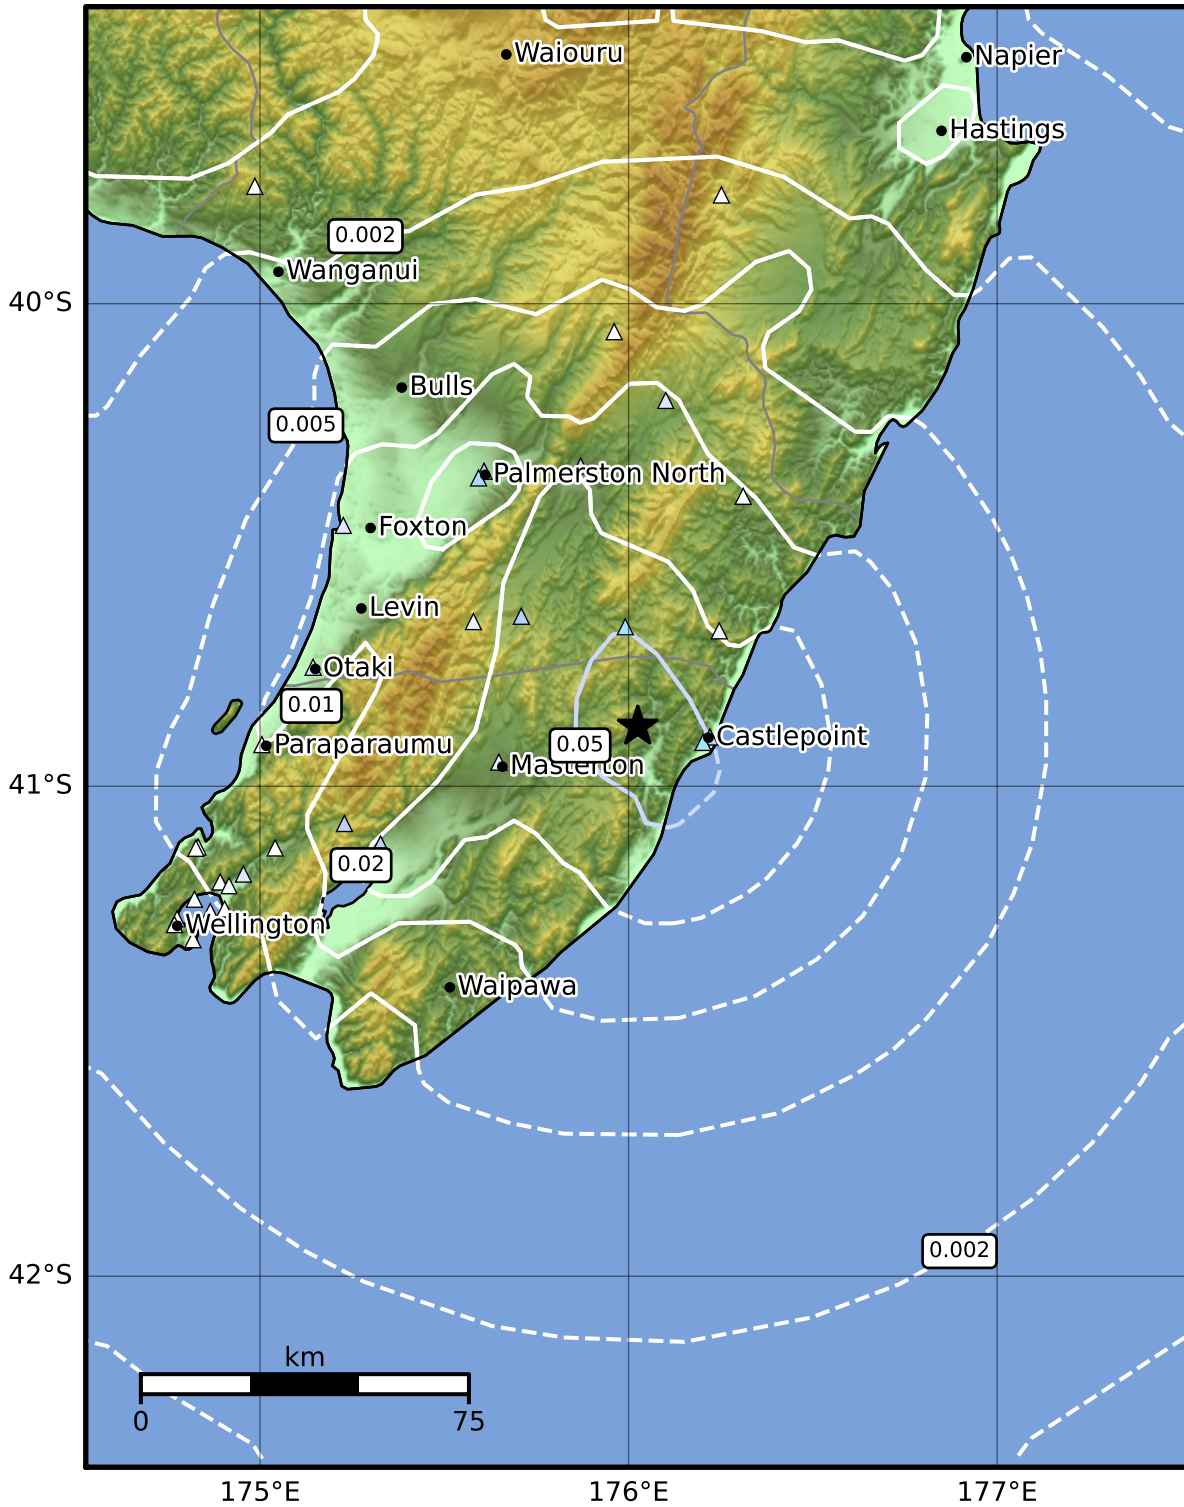 Waiouru
Napier
Hastings
0.002
Wanganui
40°S
Bulls
0.005
Palmerston North
Foxton
Levin
Otaki
0.01
Paraparaumu
0.05
Castlepoint
Masterton
41°S
0.02
Wellington
Waipawa
0.002
42°S
km
0
75
175°E
176°E
177°E